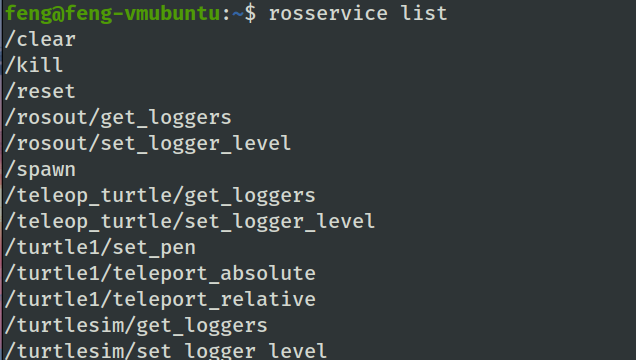 feng@feng-vmubuntu:~$ rosservice list
/clear
/kill
/reset
/rosout/get_loggers
/rosout/set_logger_level
/spawn
/teleop_turtle/get_loggers
/teleop_turtle/set_logger_level
/turtle1/set_pen
/turtle1/teleport_absolute
/turtle1/teleport_relative
/turtlesim/get_loggers
/turtlesim/set_logger_level